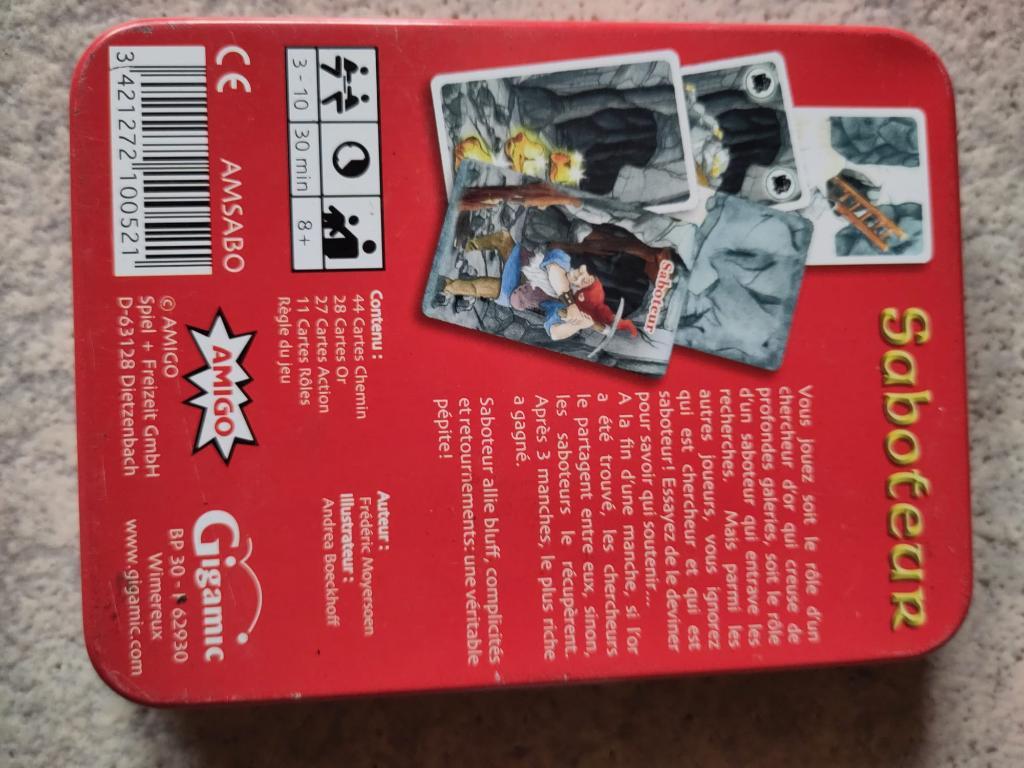 SaboteuR
Vous jouez soit le rôle d'un
chercheur d'or qui creuse de
profondes galeries, soit le rôle
d'un saboteur qui entrave les
recherches. Mais parmi les
autres joueurs, vous ignorez
qui est chercheur et qui est
saboteur! Essayez de le deviner
pour savoir qui soutenir...
A la fin d'une manche, si l'or
a été trouvé, les chercheurs
le partagent entre eux, sinon,
les saboteurs le récupèrent.
Après 3 manches, le plus riche
a gagné.
Saboteur allie bluff, complicités
et retournements: une véritable
pépite!
Saboteur
3 - 10
30 min
8+
Contenu :
44 Cartes Chemin
28 Cartes Or
27 Cartes Action
11 Cartes Rôles
Règle du jeu
Auteur :
Frédéric Moyersoen
Illustrateur :
Andrea Boeckhoff
CE
AMSABO
3 421272 100521
AMIGO
© AMIGO
Spiel + Freizeit GmbH
D-63128 Dietzenbach
Gigamic
BP 30 - F 62930
Wimereux
www.gigamic.com